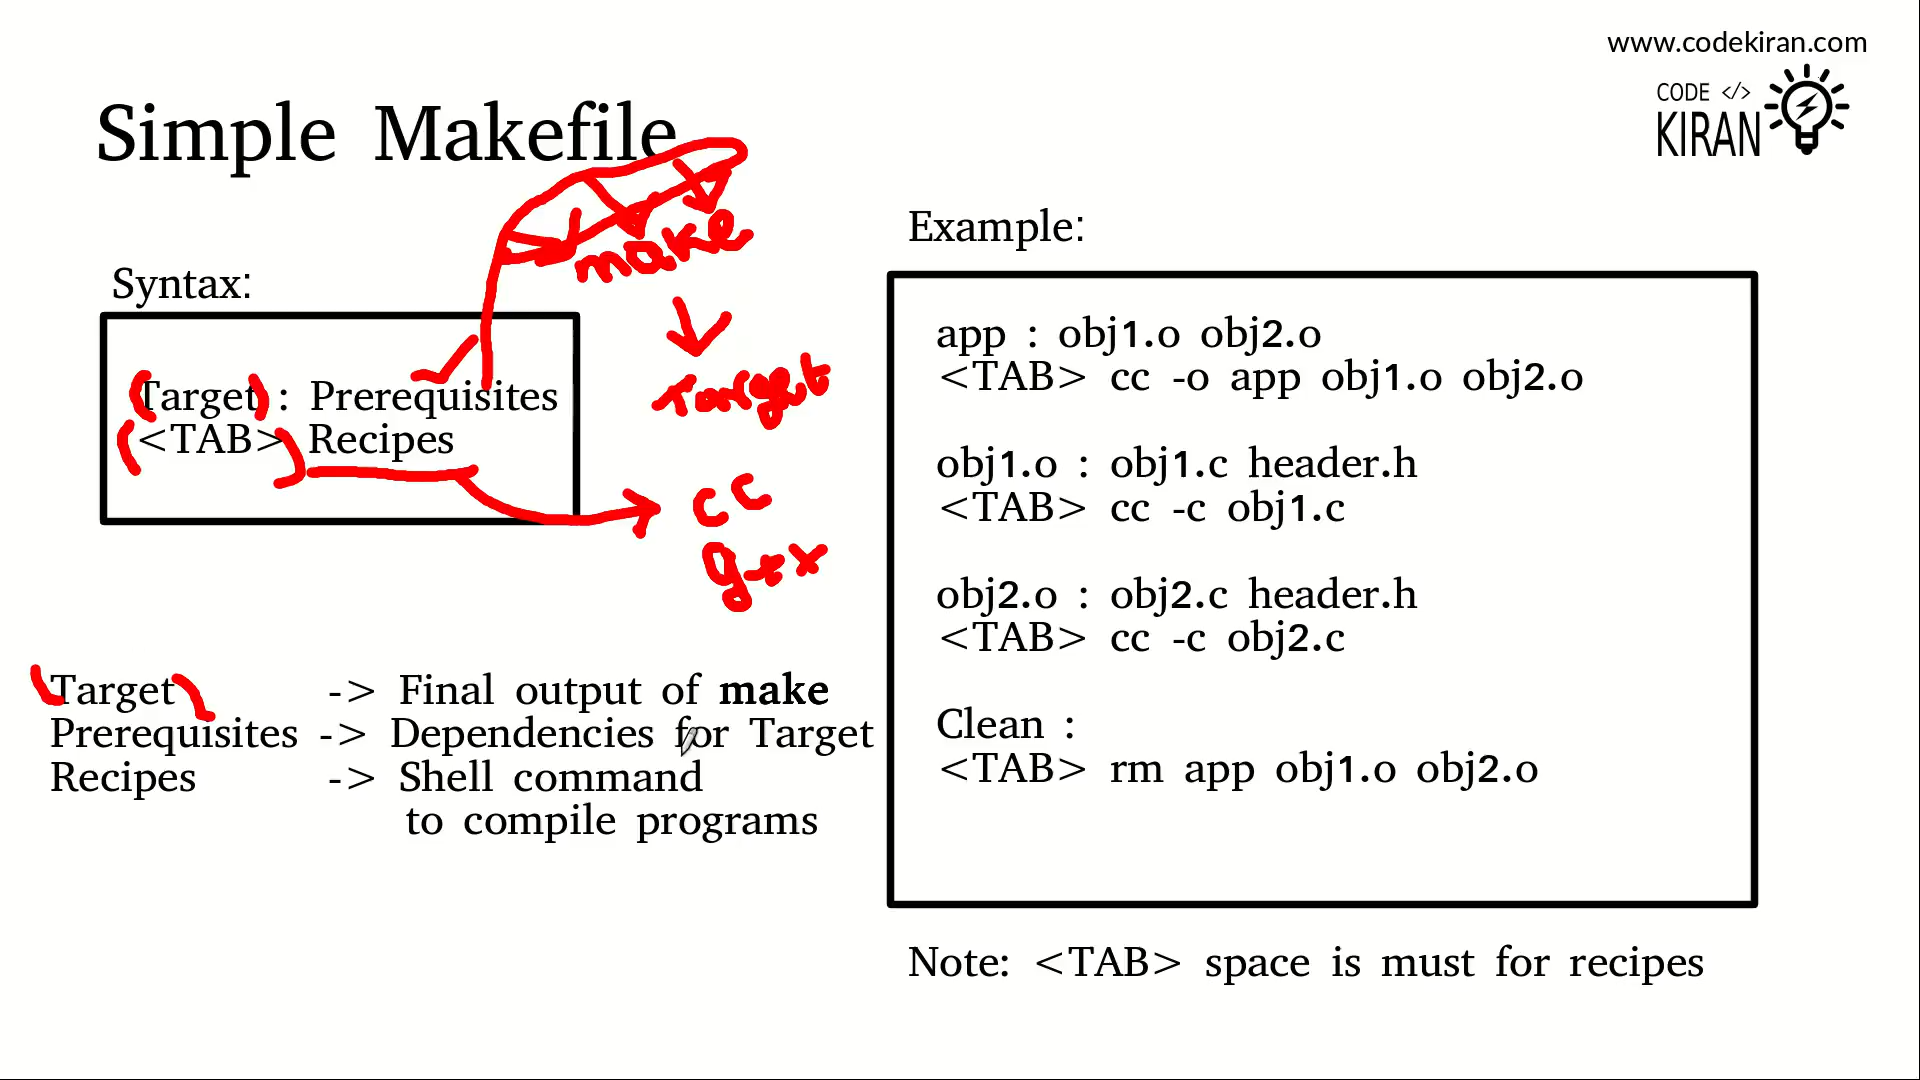 www.codekiran.com
CODE </>
KIRAN
Simple Makefile
make
Target
cc
Syntax:
Target : Prerequisites
<TAB> Recipes
Target -> Final output of make
Prerequisites -> Dependencies for Target
Recipes -> Shell command
to compile programs
Example:
app : obj1.o obj2.o
<TAB> cc -o app obj1.o obj2.o
obj1.o : obj1.c header.h
<TAB> cc -c obj1.c
obj2.o : obj2.c header.h
<TAB> cc -c obj2.c
Clean :
<TAB> rm app obj1.o obj2.o
Note: <TAB> space is must for recipes